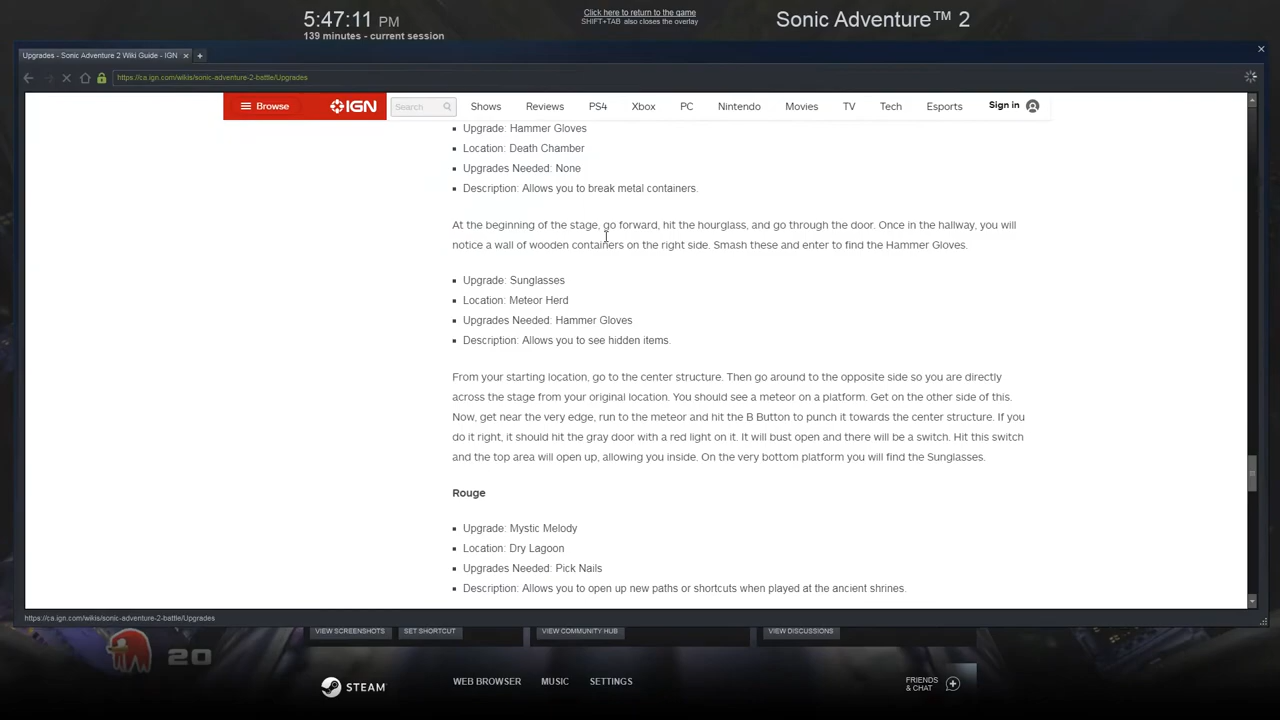 5:47:11 PM
139 minutes - current session
Click here to return to the game
SHIFT+TAB also closes the overlay
Sonic Adventure™ 2
Upgrades - Sonic Adventure 2 Wiki Guide - IGN
https://ca.ign.com/wikis/sonic-adventure-2-battle/Upgrades
Browse IGN Search Shows Reviews PS4 Xbox PC Nintendo Movies TV Tech Esports Sign in
Upgrade: Hammer Gloves
Location: Death Chamber
Upgrades Needed: None
Description: Allows you to break metal containers.
At the beginning of the stage, go forward, hit the hourglass, and go through the door. Once in the hallway, you will
notice a wall of wooden containers on the right side. Smash these and enter to find the Hammer Gloves.
Upgrade: Sunglasses
Location: Meteor Herd
Upgrades Needed: Hammer Gloves
Description: Allows you to see hidden items.
From your starting location, go to the center structure. Then go around to the opposite side so you are directly
across the stage from your original location. You should see a meteor on a platform. Get on the other side of this.
Now, get near the very edge, run to the meteor and hit the B Button to punch it towards the center structure. If you
do it right, it should hit the gray door with a red light on it. It will bust open and there will be a switch. Hit this switch
and the top area will open up, allowing you inside. On the very bottom platform you will find the Sunglasses.
Rouge
Upgrade: Mystic Melody
Location: Dry Lagoon
Upgrades Needed: Pick Nails
Description: Allows you to open up new paths or shortcuts when played at the ancient shrines.
https://ca.ign.com/wikis/sonic-adventure-2-battle/Upgrades
VIEW SCREENSHOTS SET SHORTCUT VIEW COMMUNITY HUB VIEW DISCUSSIONS
20
STEAM WEB BROWSER MUSIC SETTINGS
FRIENDS
& CHAT